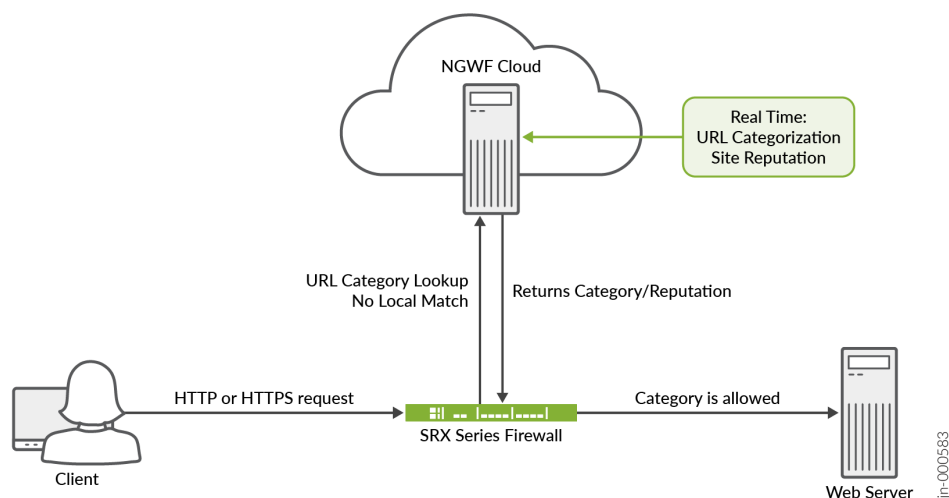 NGWF Cloud
Real Time:
URL Categorization
Site Reputation
URL Category Lookup
No Local Match
Returns Category/Reputation
HTTP or HTTPS request
Category is allowed
SRX Series Firewall
Client
Web Server
jn-000583